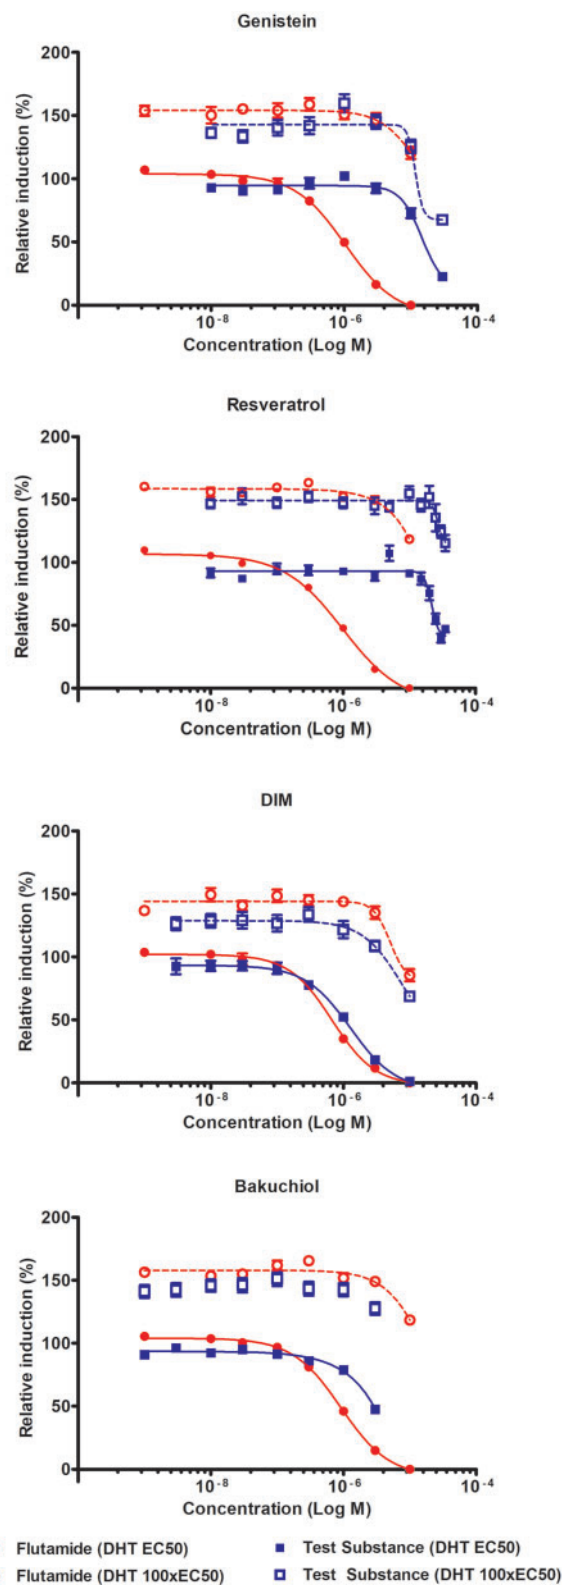 Genistein
200
150
100
50
0
Relative induction (%)
10-8
10-6
10-4
Concentration (Log M)
Resveratrol
200
150
100
50
0
Relative induction (%)
10-8
10-6
10-4
Concentration (Log M)
DIM
200
150
100
50
0
Relative induction (%)
10-8
10-6
10-4
Concentration (Log M)
Bakuchiol
200
150
100
50
0
Relative induction (%)
10-8
10-6
10-4
Concentration (Log M)
Flutamide (DHT EC50) Test Substance (DHT EC50)
Flutamide (DHT 100xEC50) Test Substance (DHT 100xEC50)